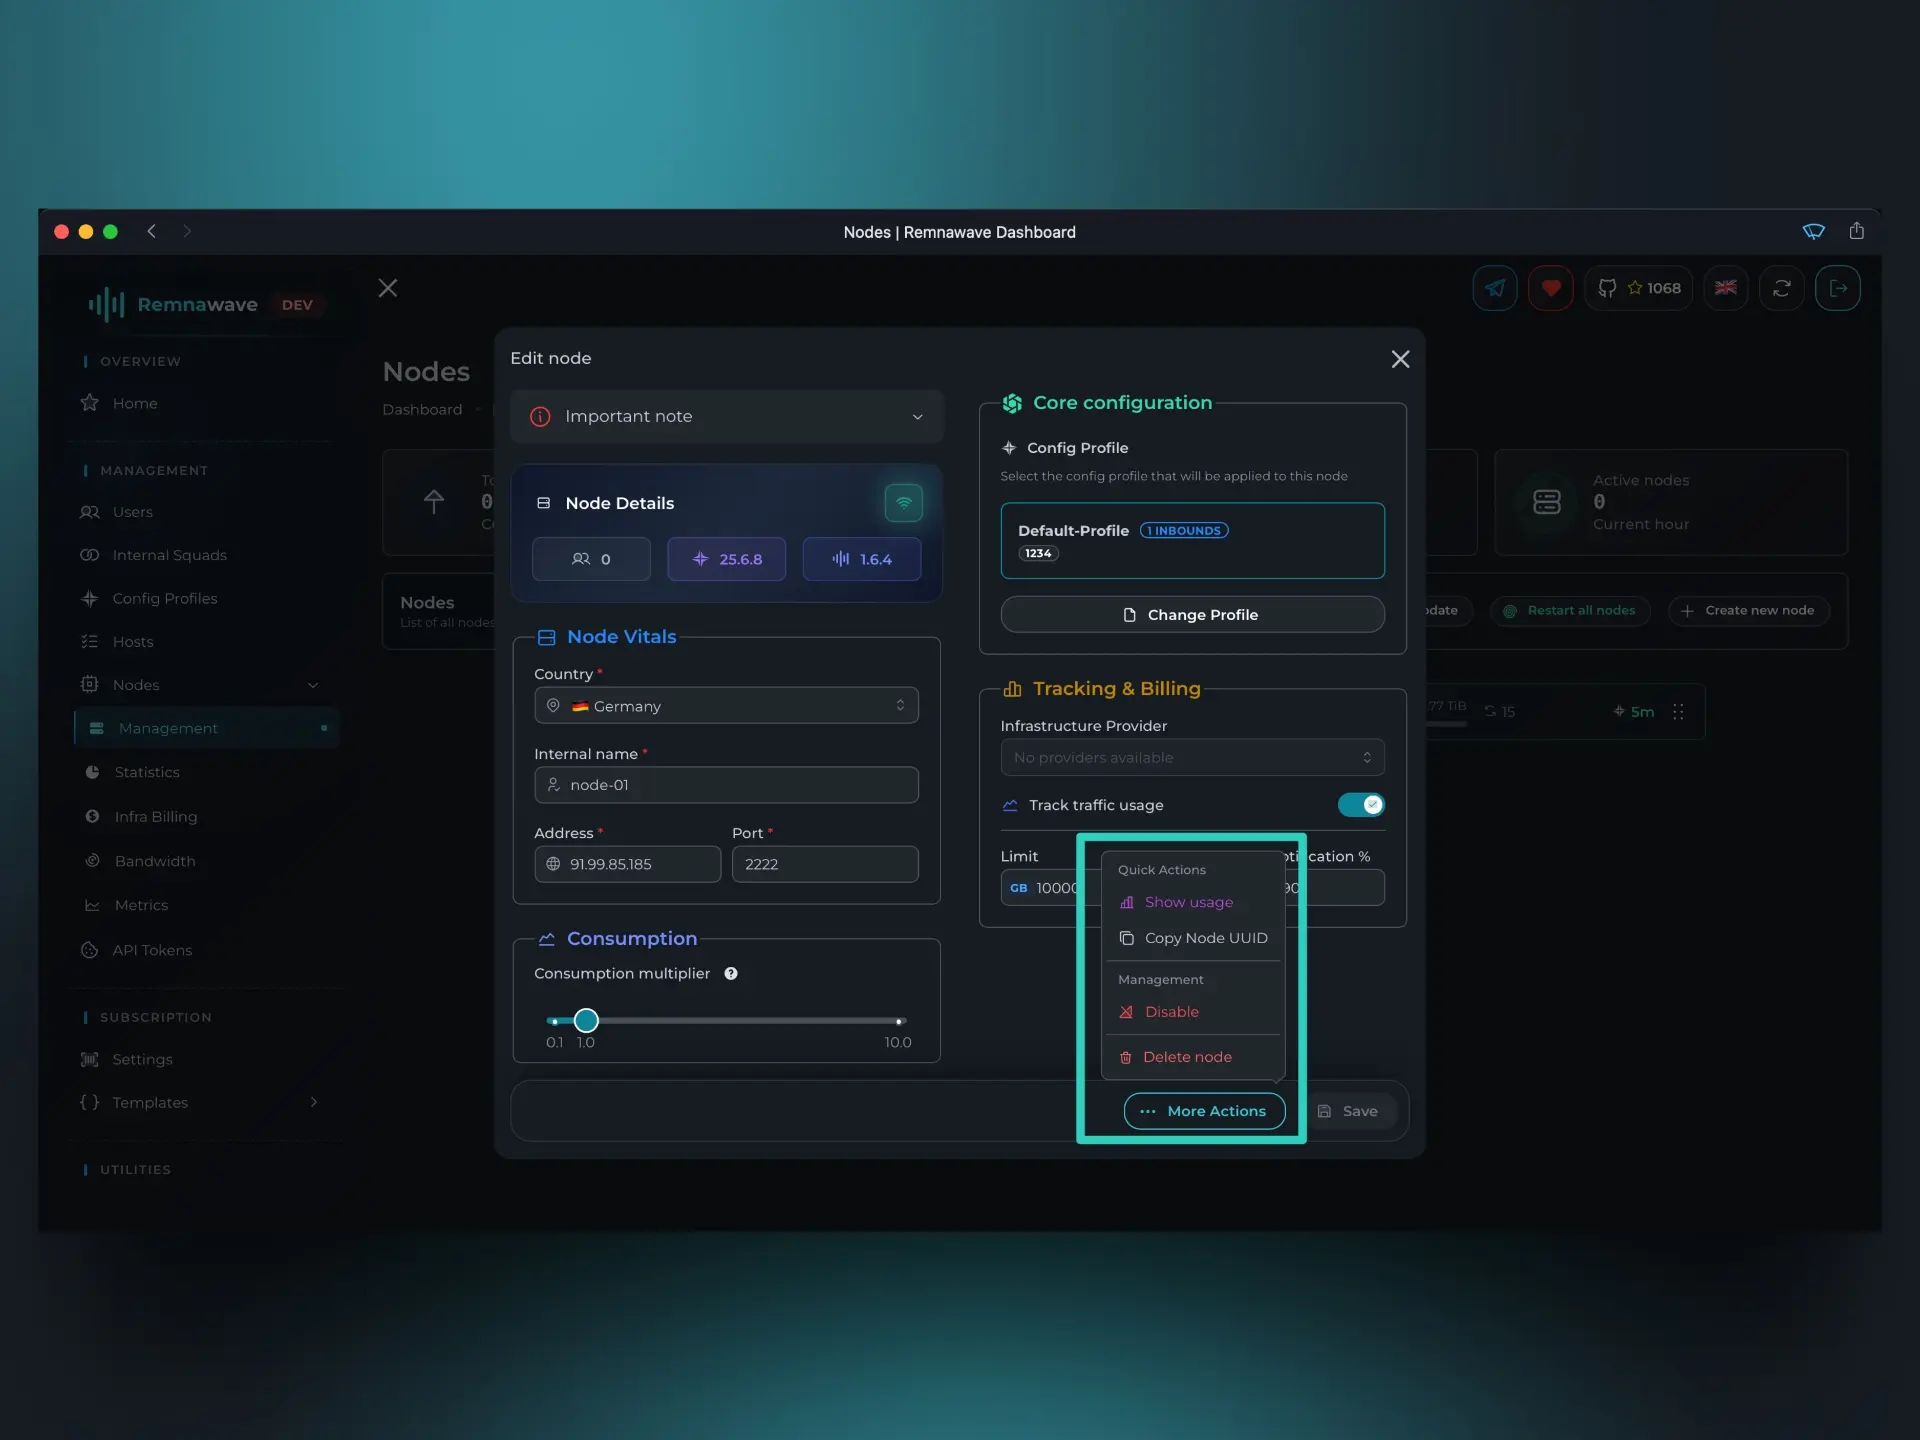 Nodes | Remnawave Dashboard
Remnawave DEV
1068
OVERVIEW
Home
MANAGEMENT
Users
Internal Squads
Config Profiles
Hosts
Nodes
Management
Statistics
Infra Billing
Bandwidth
Metrics
API Tokens
SUBSCRIPTION
Settings
Templates
UTILITIES
Nodes
Dashboard
0
Active nodes
0
Current hour
Nodes
List of all nodes
Restart all nodes
Create new node
77 TiB
15
5m
Edit node
Important note
Node Details
0
25.6.8
1.6.4
Node Vitals
Country *
Germany
Internal name *
node-01
Address *
Port *
91.99.85.185
2222
Consumption
Consumption multiplier
?
0.1
1.0
10.0
Core configuration
Config Profile
Select the config profile that will be applied to this node
Default-Profile
1 INBOUNDS
1234
Change Profile
Tracking & Billing
Infrastructure Provider
No providers available
Track traffic usage
Limit
%
GB
Quick Actions
Show usage
Copy Node UUID
Management
Disable
Delete node
More Actions
Save